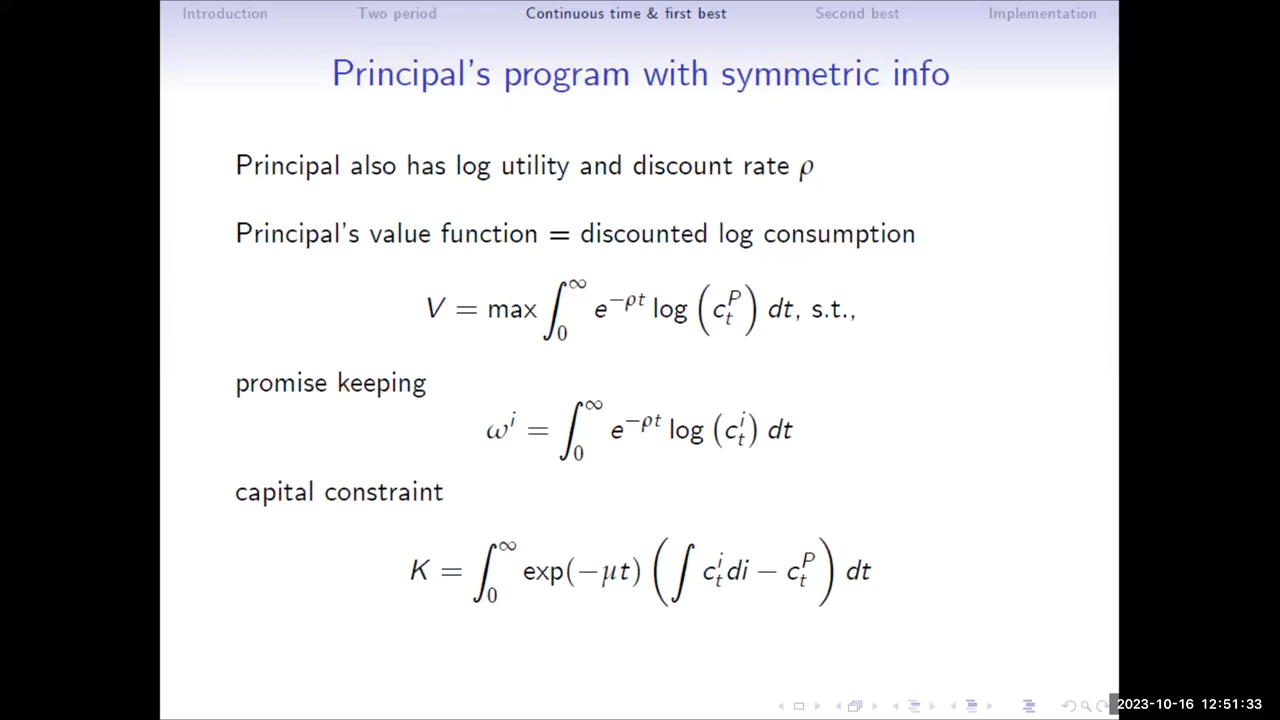 Introduction Two period Continuous time & first best Second best Implementation
Principal's program with symmetric info
Principal also has log utility and discount rate ρ
Principal's value function = discounted log consumption
V = max ∫_0^∞ e^{−ρt} log (c_t^P) dt, s.t.,
promise keeping
ω^i = ∫_0^∞ e^{−ρt} log (c_t^i) dt
capital constraint
K = ∫_0^∞ exp(−μt) (∫ c_t^i di − c_t^P) dt
2023-10-16 12:51:33